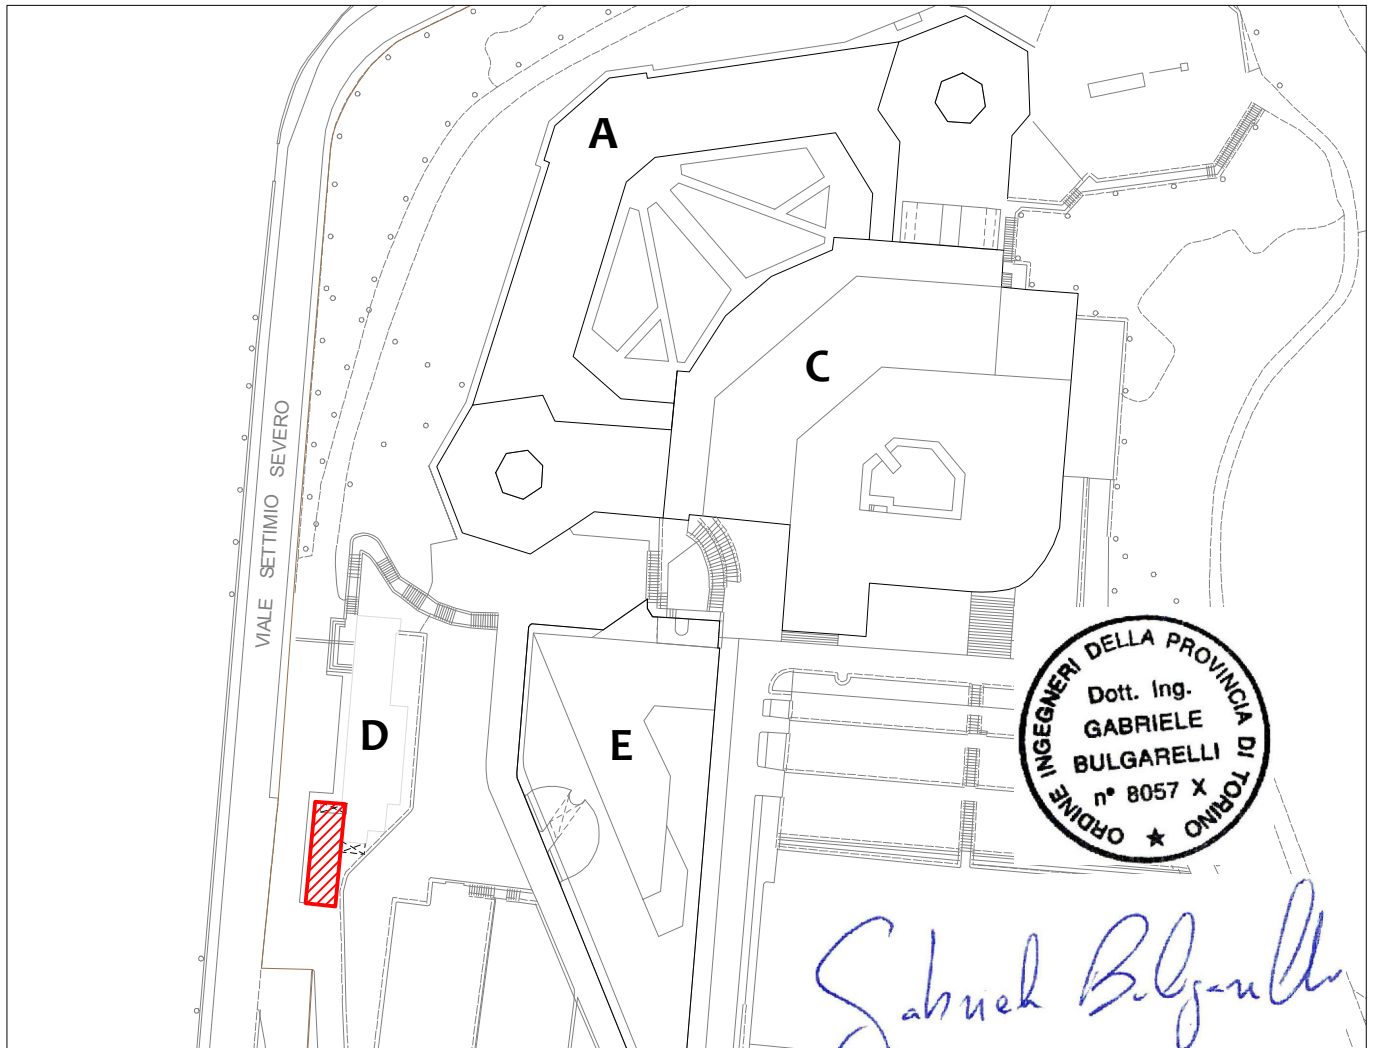 A
C
VIALE SETTIMIO SEVERO
D
E
ORDINE INGEGNERI DELLA PROVINCIA DI TORINO
Dott. Ing.
GABRIELE
BULGARELLI
n° 8057 X
Gabriele Bulgarelli